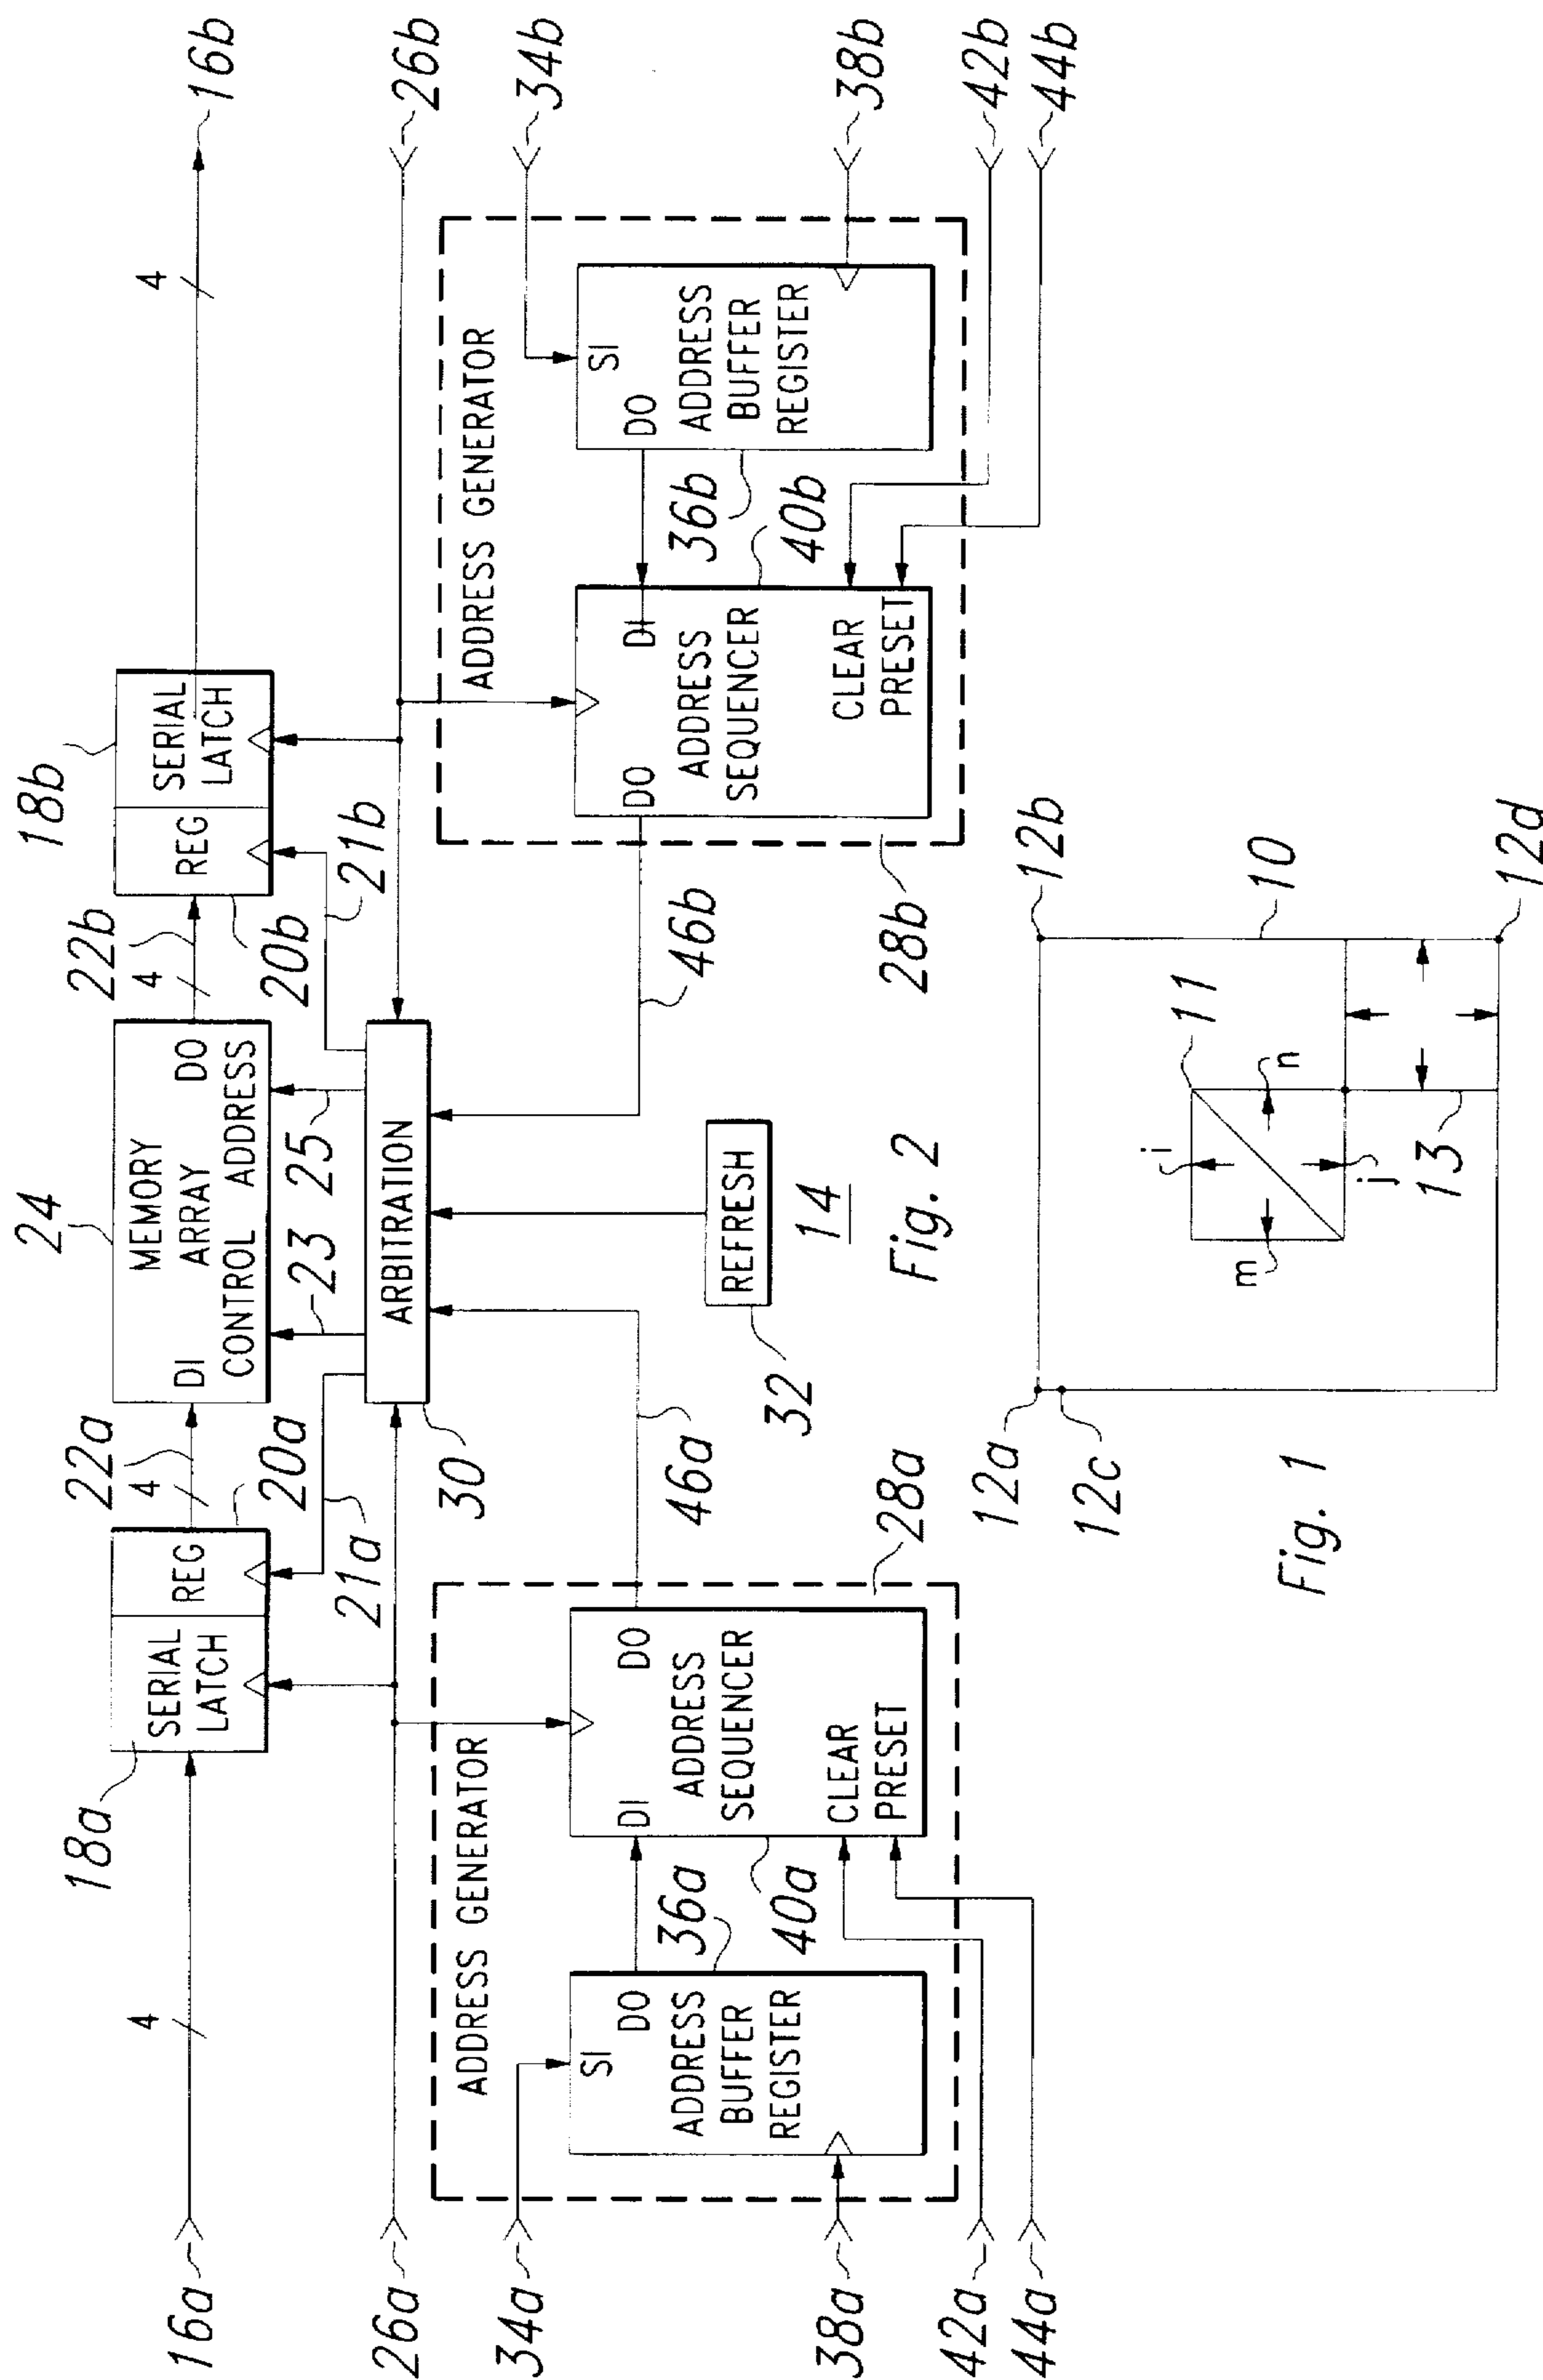 16a
4
18a
SERIAL
LATCH
REG
20a
21a
22a
4
24
MEMORY
ARRAY
DI
DO
CONTROL ADDRESS
23
25
22b
4
20b
21b
18b
REG
SERIAL
LATCH
4
16b
26a
30
ARBITRATION
26b
34a
ADDRESS GENERATOR
SI
DO
ADDRESS
BUFFER
REGISTER
36a
38a
DI
DO
ADDRESS
SEQUENCER
CLEAR
PRESET
40a
28a
42a
44a
46a
REFRESH
32
46b
ADDRESS GENERATOR
DO
DI
ADDRESS
SEQUENCER
CLEAR
PRESET
40b
28b
SI
DO
ADDRESS
BUFFER
REGISTER
36b
34b
38b
42b
44b
14
Fig. 2
12a
12b
12c
12d
10
11
i
j
m
n
13
Fig. 1